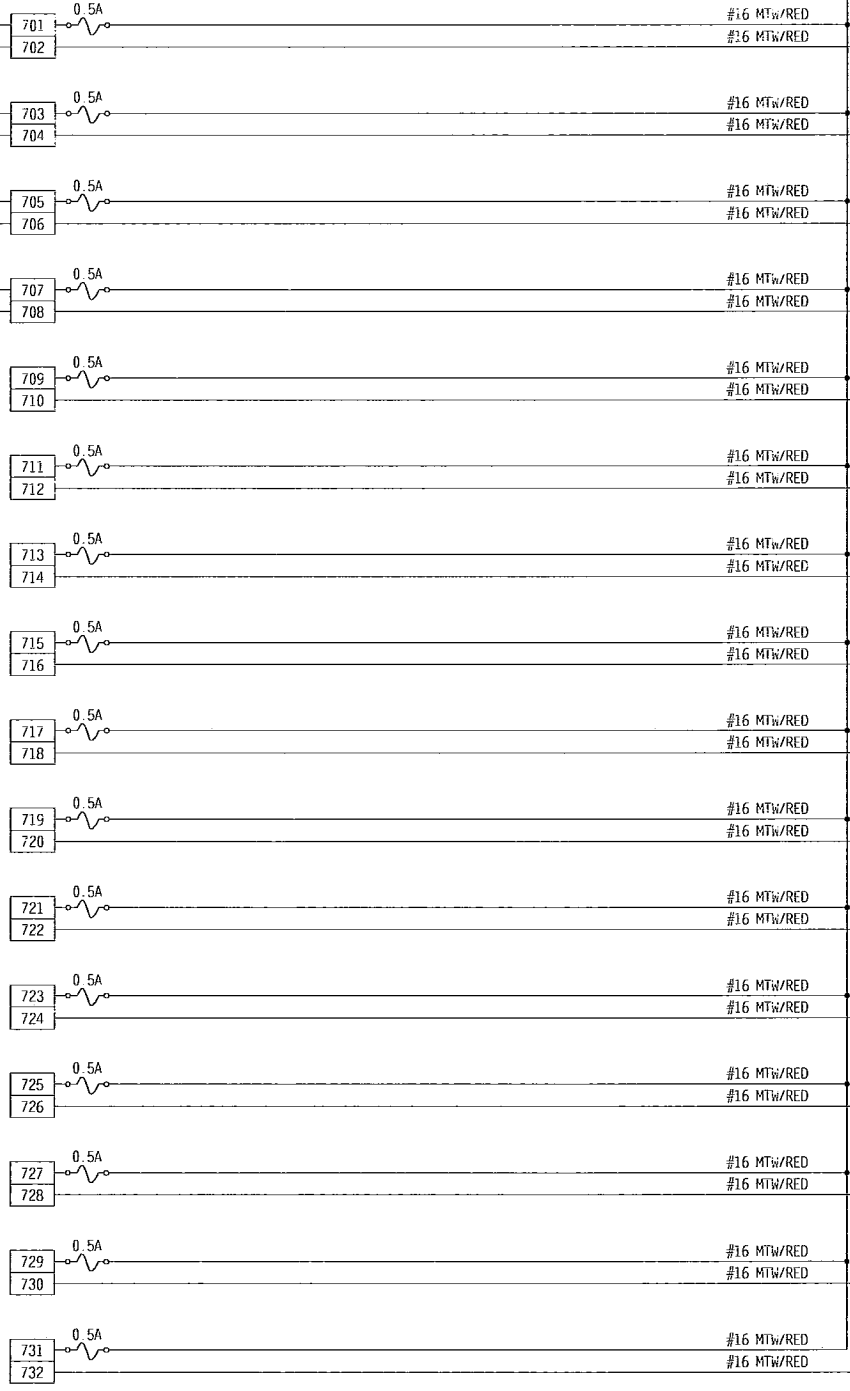 0.5A
#16 MTW/RED
701
#16 MTW/RED
702
0.5A
#16 MTW/RED
703
#16 MTW/RED
704
0.5A
#16 MTW/RED
705
#16 MTW/RED
706
0.5A
#16 MTW/RED
707
#16 MTW/RED
708
0.5A
#16 MTW/RED
709
#16 MTW/RED
710
0.5A
#16 MTW/RED
711
#16 MTW/RED
712
0.5A
#16 MTW/RED
713
#16 MTW/RED
714
0.5A
#16 MTW/RED
715
#16 MTW/RED
716
0.5A
#16 MTW/RED
717
#16 MTW/RED
718
0.5A
#16 MTW/RED
719
#16 MTW/RED
720
0.5A
#16 MTW/RED
721
#16 MTW/RED
722
0.5A
#16 MTW/RED
723
#16 MTW/RED
724
0.5A
#16 MTW/RED
725
#16 MTW/RED
726
0.5A
#16 MTW/RED
727
#16 MTW/RED
728
0.5A
#16 MTW/RED
729
#16 MTW/RED
730
0.5A
#16 MTW/RED
731
#16 MTW/RED
732